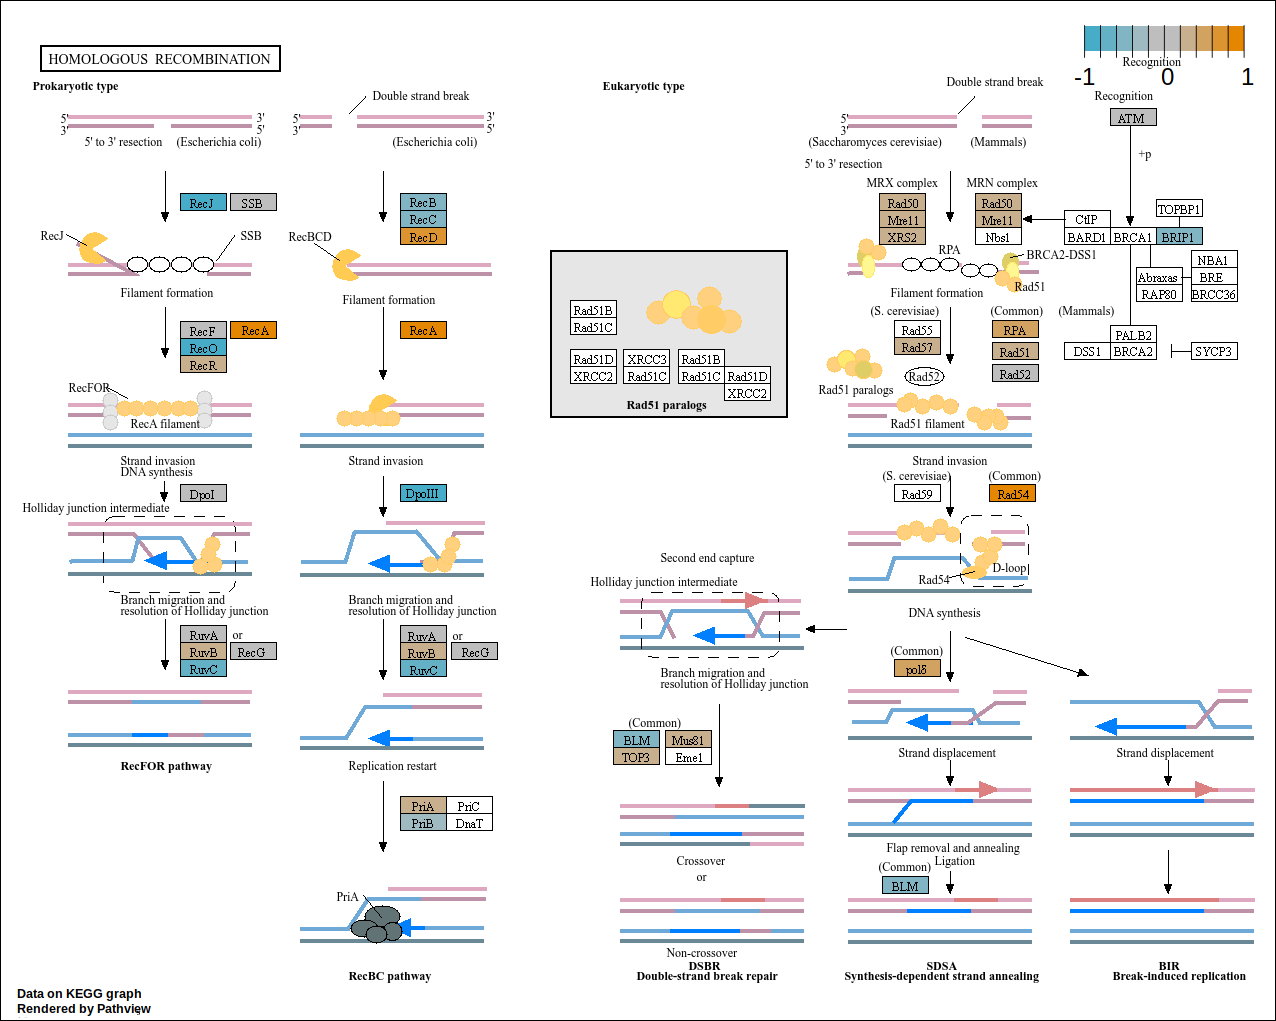 HOMOLOGOUS RECOMBINATION
Prokaryotic type
Eukaryotic type
Recognition
-1 0 1
Recognition
Double strand break
5' 3'
3' 5'
5' to 3' resection
(Escherichia coli)
Double strand break
5' 3'
3' 5'
(Escherichia coli)
5'
3'
(Saccharomyces cerevisiae)
(Mammals)
5' to 3' resection
ATM
+p
RecJ
SSB
RecJ
SSB
Filament formation
RecB
RecC
RecD
RecBCD
Filament formation
MRX complex
Rad50
Mre11
XRS2
MRN complex
Rad50
Mre11
Nbs1
RPA
BRCA2-DSS1
Rad51
Filament formation
CtIP
TOPBP1
BARD1
BRCA1
BRIP1
Abraxas
RAP80
NBA1
BRE
BRCC36
(Mammals)
PALB2
DSS1
BRCA2
SYCP3
RecF
RecA
RecO
RecR
RecFOR
RecA filament
Strand invasion
DNA synthesis
RecA
Strand invasion
Rad51B
Rad51C
Rad51D
XRCC2
XRCC3
Rad51C
Rad51B
Rad51C
Rad51D
XRCC2
Rad51 paralogs
(S. cerevisiae)
Rad55
Rad57
Rad52
(Common)
RPA
Rad51
Rad52
Rad51 paralogs
Rad51 filament
Strand invasion
DpoI
Holliday junction intermediate
Branch migration and
resolution of Holliday junction
DpoIII
Branch migration and
resolution of Holliday junction
(S. cerevisiae)
Rad59
(Common)
Rad54
D-loop
Rad54
DNA synthesis
Second end capture
Holliday junction intermediate
Branch migration and
resolution of Holliday junction
RuvA or
RuvB
RecG
RuvC
RuvA or
RuvB
RecG
RuvC
(Common)
polδ
(Common)
BLM
TOP3
Mus81
Eme1
Strand displacement
Strand displacement
RecFOR pathway
Replication restart
PriA
PriC
PriB
DnaT
PriA
RecBC pathway
Crossover
or
Non-crossover
DSBR
Double-strand break repair
Flap removal and annealing
Ligation
(Common)
BLM
SDSA
Synthesis-dependent strand annealing
BIR
Break-induced replication
Data on KEGG graph
Rendered by Pathview